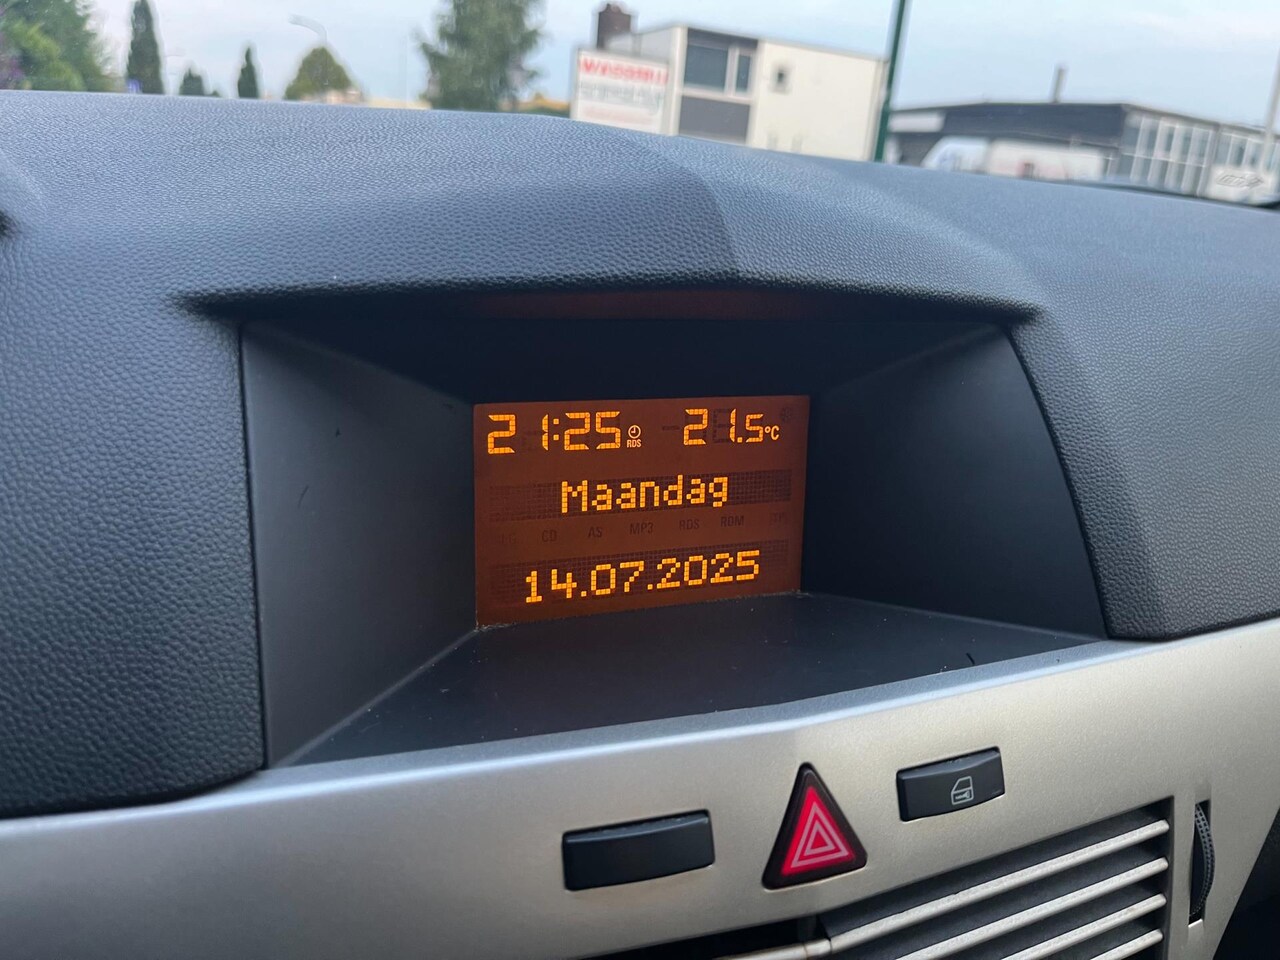 21:25 RDS 21.5°C
Maandag
CD AS MP3 RDS RDM
14.07.2025